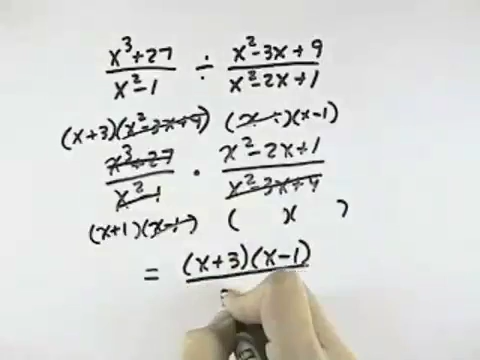 x³+27 ÷ x²-3x+9
x²-1 x²-2x+1
(x+3)(x²-3x+9) (x-1)(x-1)
x³+27 · x²-2x+1
x²-1 x²-3x+9
(x+1)(x-1) ( )( )
= (x+3)(x-1)